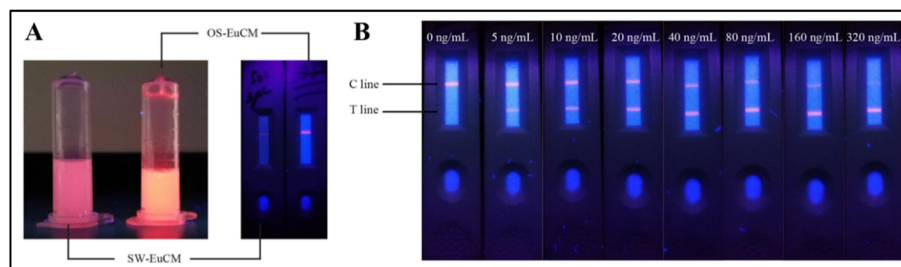 A
OS-EuCM
SW-EuCM
B
0 ng/mL 5 ng/mL 10 ng/mL 20 ng/mL 40 ng/mL 80 ng/mL 160 ng/mL 320 ng/mL
C line
T line